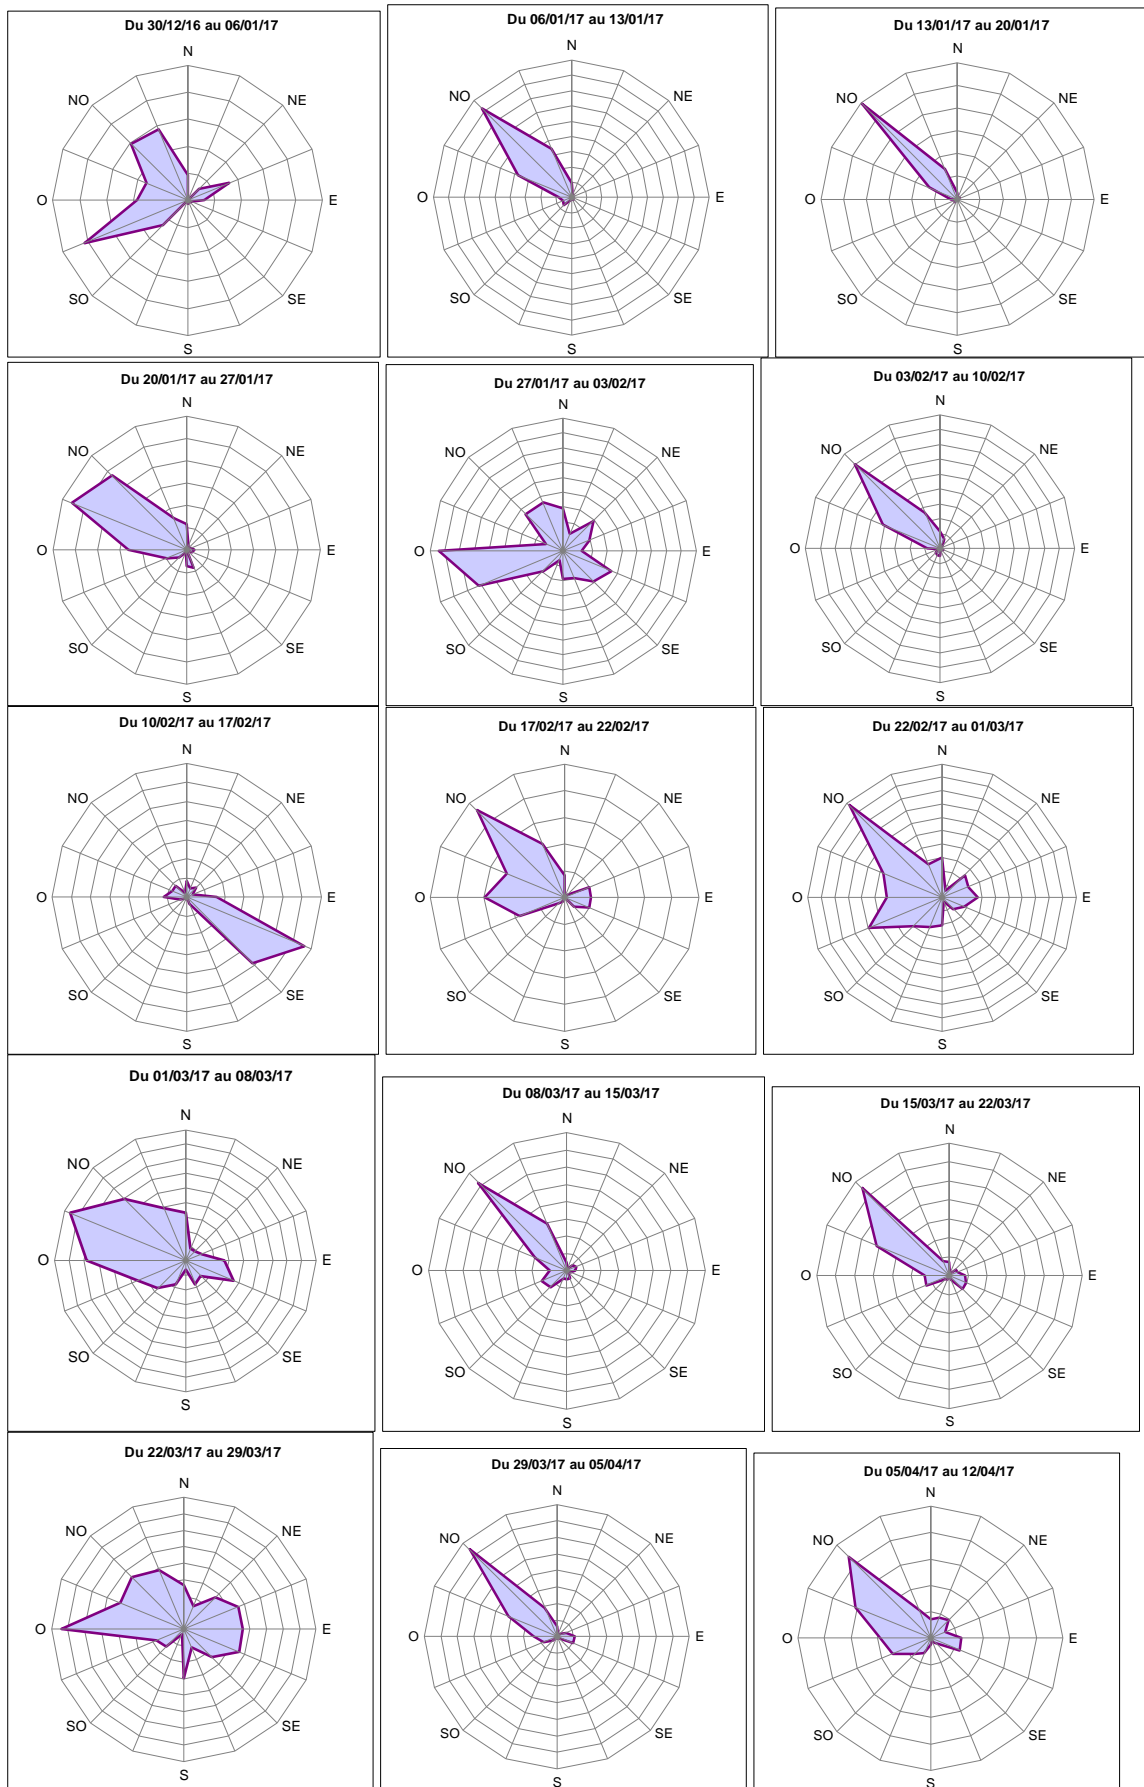 Du 30/12/16 au 06/01/17
N
NO
NE
O
E
SO
SE
S
Du 06/01/17 au 13/01/17
N
NO
NE
O
E
SO
SE
S
Du 13/01/17 au 20/01/17
N
NO
NE
O
E
SO
SE
S
Du 20/01/17 au 27/01/17
N
NO
NE
O
E
SO
SE
S
Du 27/01/17 au 03/02/17
N
NO
NE
O
E
SO
SE
S
Du 03/02/17 au 10/02/17
N
NO
NE
O
E
SO
SE
S
Du 10/02/17 au 17/02/17
N
NO
NE
O
E
SO
SE
S
Du 17/02/17 au 22/02/17
N
NO
NE
O
E
SO
SE
S
Du 22/02/17 au 01/03/17
N
NO
NE
O
E
SO
SE
S
Du 01/03/17 au 08/03/17
N
NO
NE
O
E
SO
SE
S
Du 08/03/17 au 15/03/17
N
NO
NE
O
E
SO
SE
S
Du 15/03/17 au 22/03/17
N
NO
NE
O
E
SO
SE
S
Du 22/03/17 au 29/03/17
N
NO
NE
O
E
SO
SE
S
Du 29/03/17 au 05/04/17
N
NO
NE
O
E
SO
SE
S
Du 05/04/17 au 12/04/17
N
NO
NE
O
E
SO
SE
S